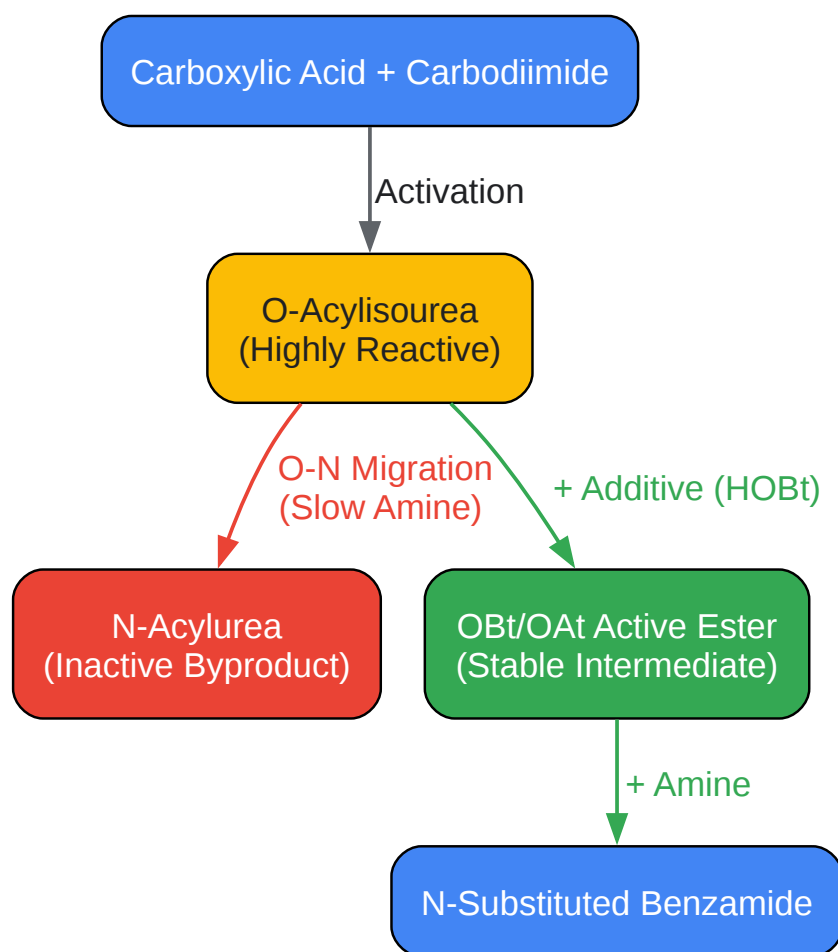 Carboxylic Acid + Carbodiimide
Activation
O-Acylisourea
(Highly Reactive)
O-N Migration
(Slow Amine)
+ Additive (HOBt)
N-Acylurea
(Inactive Byproduct)
OBt/OAt Active Ester
(Stable Intermediate)
+ Amine
N-Substituted Benzamide